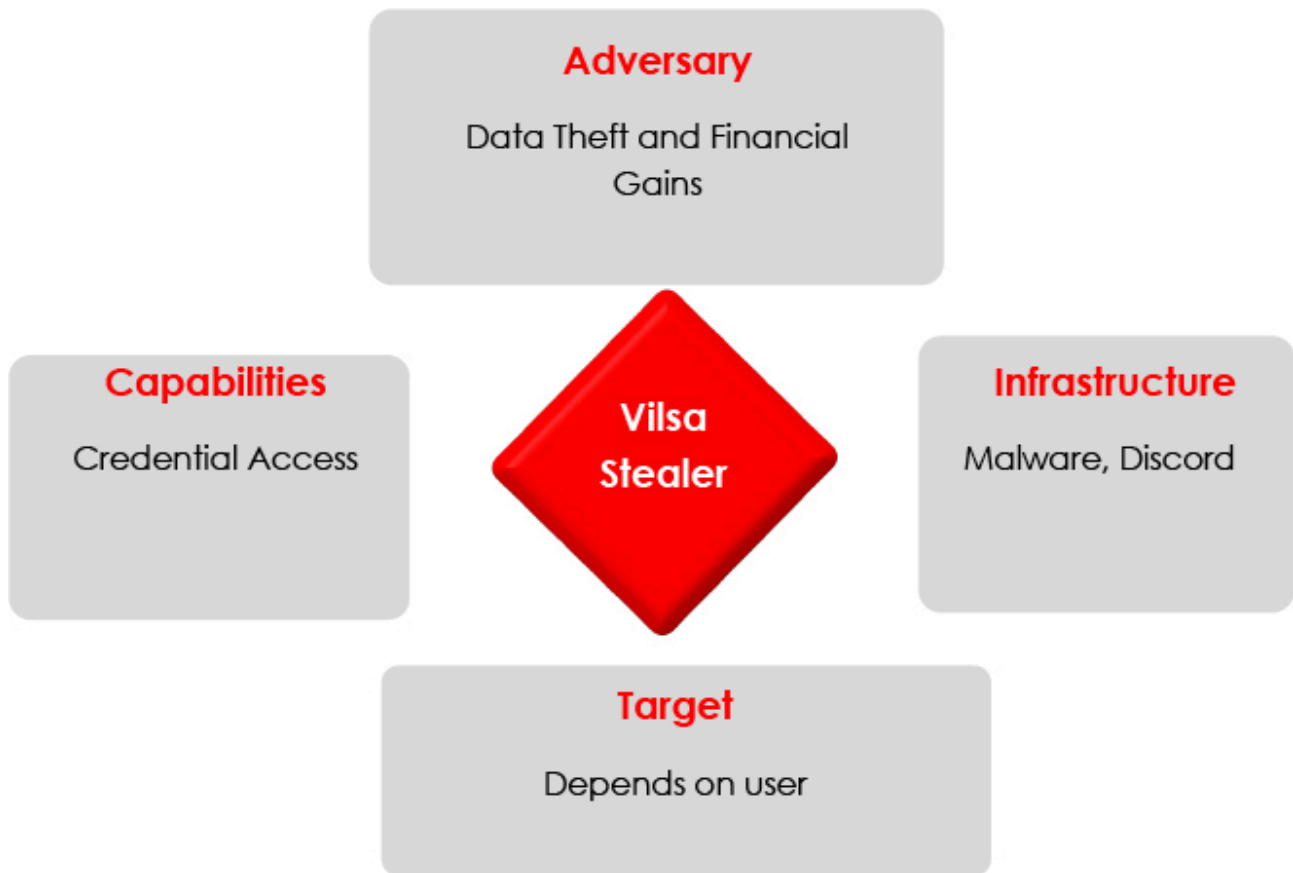 Adversary
Data Theft and Financial
Gains
Capabilities
Credential Access
Vilsa
Stealer
Infrastructure
Malware, Discord
Target
Depends on user